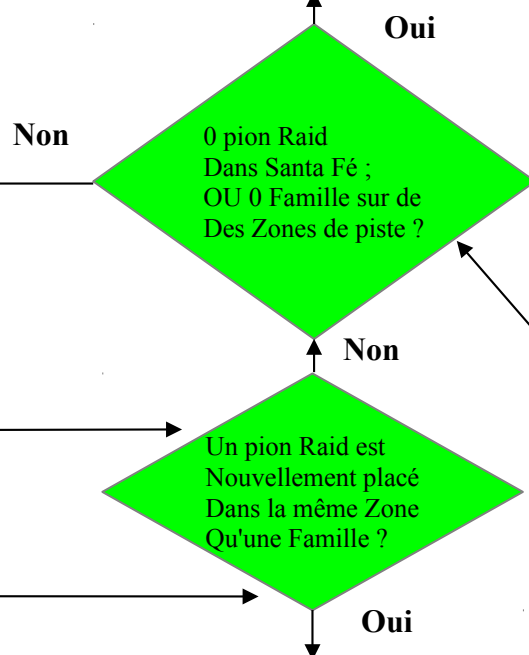 Oui
Non
0 pion Raid
Dans Santa Fé ;
OU 0 Famille sur de
Des Zones de piste ?
Non
Un pion Raid est
Nouvellement placé
Dans la même Zone
Qu'une Famille ?
Oui